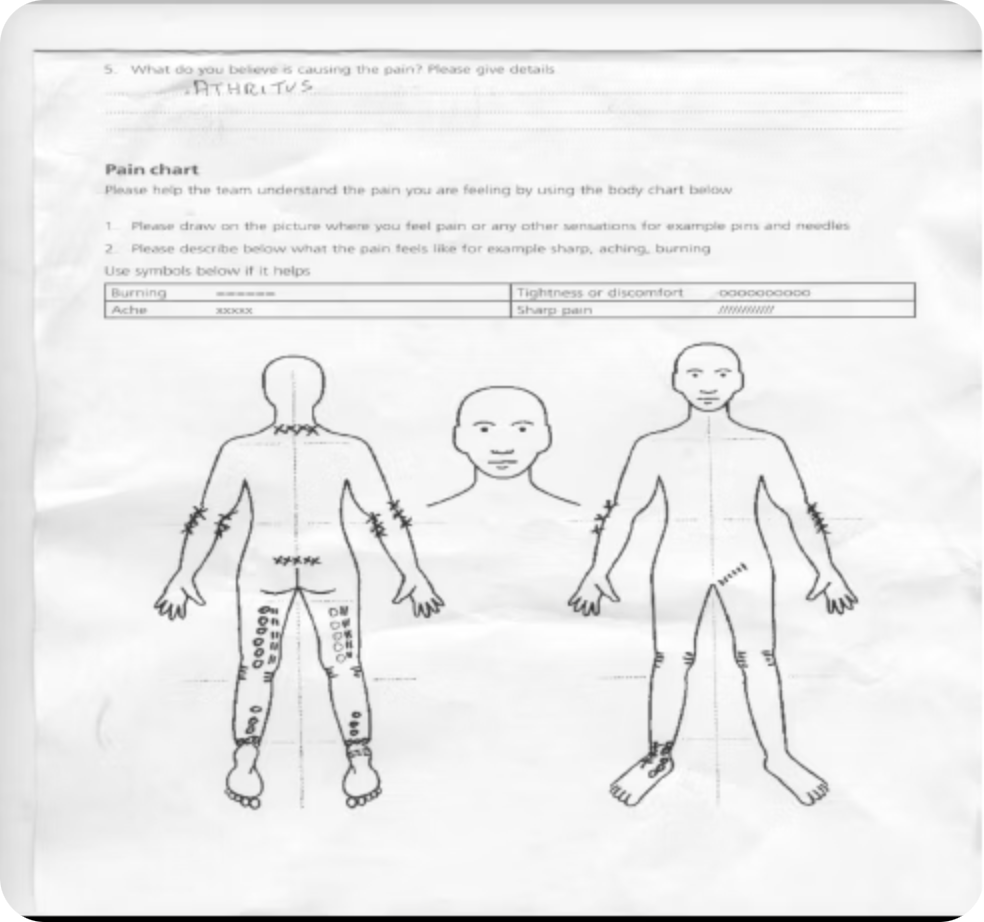 5. What do you believe is causing the pain? Please give details
ATHRITUS
Pain chart
Please help the team understand the pain you are feeling by using the body chart below
1. Please draw on the picture where you feel pain or any other sensations for example pins and needles
2. Please describe below what the pain feels like for example sharp, aching, burning
Use symbols below if it helps
Burning ======= Tightness or discomfort oooooooooo
Ache xxxxx Sharp pain /////////////